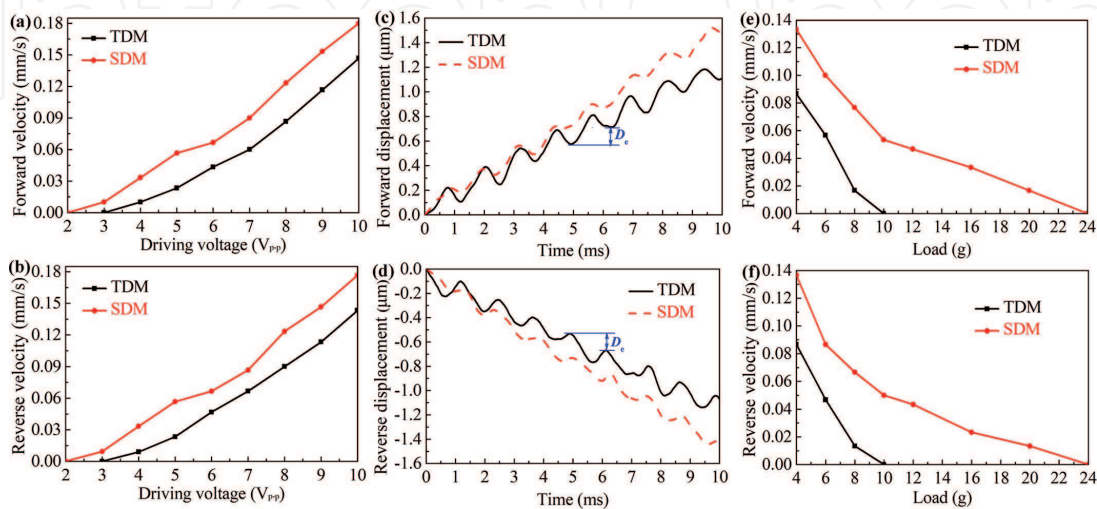 (a)
0.18
0.15
0.12
0.09
0.06
0.03
0.00
Forward velocity (mm/s)
TDM
SDM
2 3 4 5 6 7 8 9 10
Driving voltage (Vp-p)
(c)
1.6
1.4
1.2
1.0
0.8
0.6
0.4
0.2
0.0
Forward displacement (μm)
TDM
SDM
De
0 1 2 3 4 5 6 7 8 9 10
Time (ms)
(e)
0.14
0.12
0.10
0.08
0.06
0.04
0.02
0.00
Forward velocity (mm/s)
TDM
SDM
4 6 8 10 12 14 16 18 20 22 24
Load (g)
(b)
0.18
0.15
0.12
0.09
0.06
0.03
0.00
Reverse velocity (mm/s)
TDM
SDM
2 3 4 5 6 7 8 9 10
Driving voltage (Vp-p)
(d)
0.0
-0.2
-0.4
-0.6
-0.8
-1.0
-1.2
-1.4
-1.6
Reverse displacement (μm)
TDM
SDM
De
0 1 2 3 4 5 6 7 8 9 10
Time (ms)
(f)
0.14
0.12
0.10
0.08
0.06
0.04
0.02
0.00
Reverse velocity (mm/s)
TDM
SDM
4 6 8 10 12 14 16 18 20 22 24
Load (g)